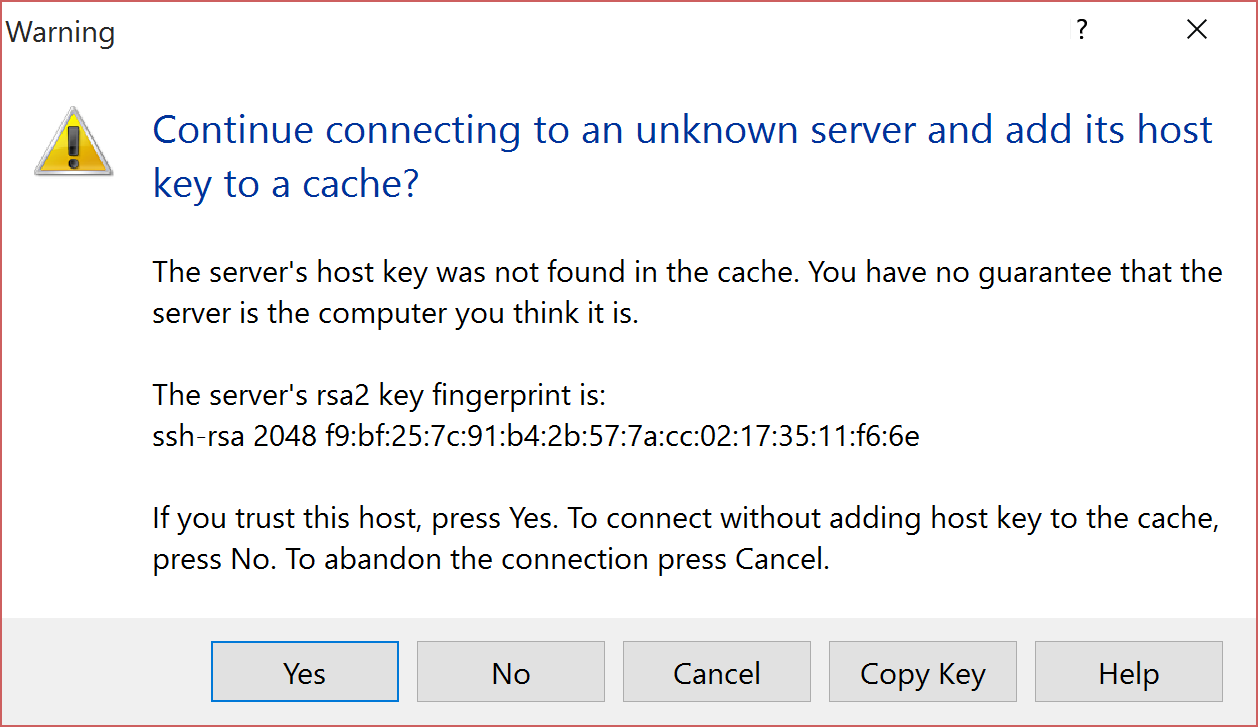 Warning
?
Continue connecting to an unknown server and add its host
key to a cache?
The server's host key was not found in the cache. You have no guarantee that the
server is the computer you think it is.
The server's rsa2 key fingerprint is:
ssh-rsa 2048 f9:bf:25:7c:91:b4:2b:57:7a:cc:02:17:35:11:f6:6e
If you trust this host, press Yes. To connect without adding host key to the cache,
press No. To abandon the connection press Cancel.
Yes No Cancel Copy Key Help